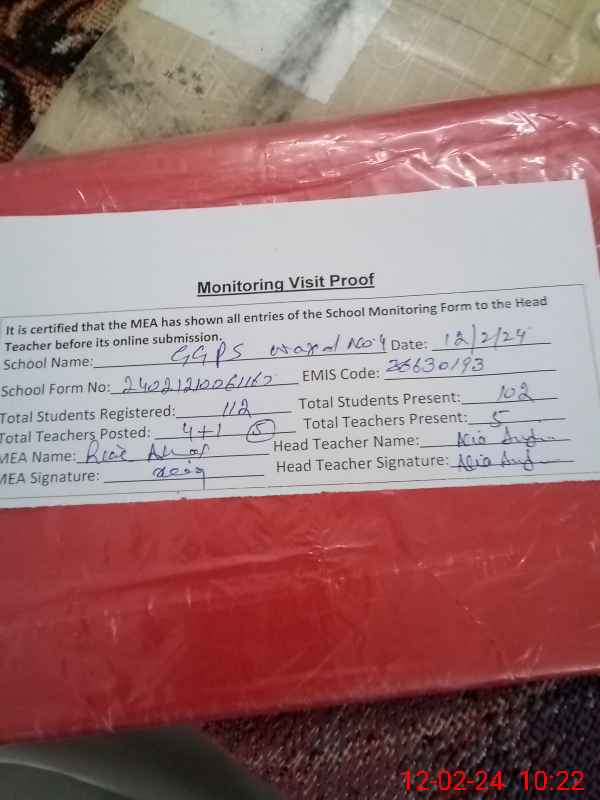 Monitoring Visit Proof
It is certified that the MEA has shown all entries of the School Monitoring Form to the Head
Teacher before its online submission.
School Name: GGPS No 4 Date: 12/2/24
School Form No: EMIS Code: 36630193
Total Students Registered: 112 Total Students Present: 102
Total Teachers Posted: 4+1 5 Total Teachers Present: 5
MEA Name: Head Teacher Name:
MEA Signature: Head Teacher Signature:
12-02-24 10:22